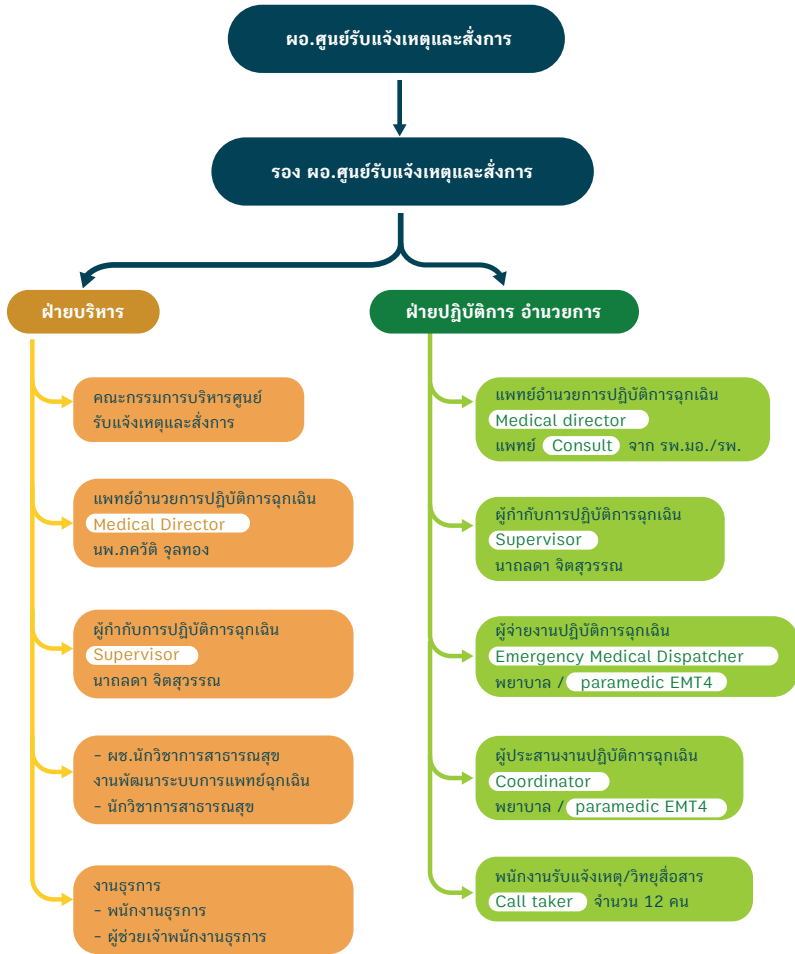 ผอ.ศูนย์รับแจ้งเหตุและสั่งการ
รอง ผอ.ศูนย์รับแจ้งเหตุและสั่งการ
ฝ่ายบริหาร
คณะกรรมการบริหารศูนย์
รับแจ้งเหตุและสั่งการ
แพทย์อำนวยการปฏิบัติการฉุกเฉิน
Medical Director
นพ.ภควัติ จุลทอง
ผู้กำกับการปฏิบัติการฉุกเฉิน
Supervisor
นาถลดา จิตสุวรรณ
- ผช.นักวิชาการสาธารณสุข
งานพัฒนาระบบการแพทย์ฉุกเฉิน
- นักวิชาการสาธารณสุข
งานธุรการ
- พนักงานธุรการ
- ผู้ช่วยเจ้าพนักงานธุรการ
ฝ่ายปฏิบัติการ อำนวยการ
แพทย์อำนวยการปฏิบัติการฉุกเฉิน
Medical director
แพทย์ Consult จาก รพ.มอ./รพ.
ผู้กำกับการปฏิบัติการฉุกเฉิน
Supervisor
นาถลดา จิตสุวรรณ
ผู้จ่ายงานปฏิบัติการฉุกเฉิน
Emergency Medical Dispatcher
พยาบาล / paramedic EMT4
ผู้ประสานงานปฏิบัติการฉุกเฉิน
Coordinator
พยาบาล / paramedic EMT4
พนักงานรับแจ้งเหตุ/วิทยุสื่อสาร
Call taker จำนวน 12 คน